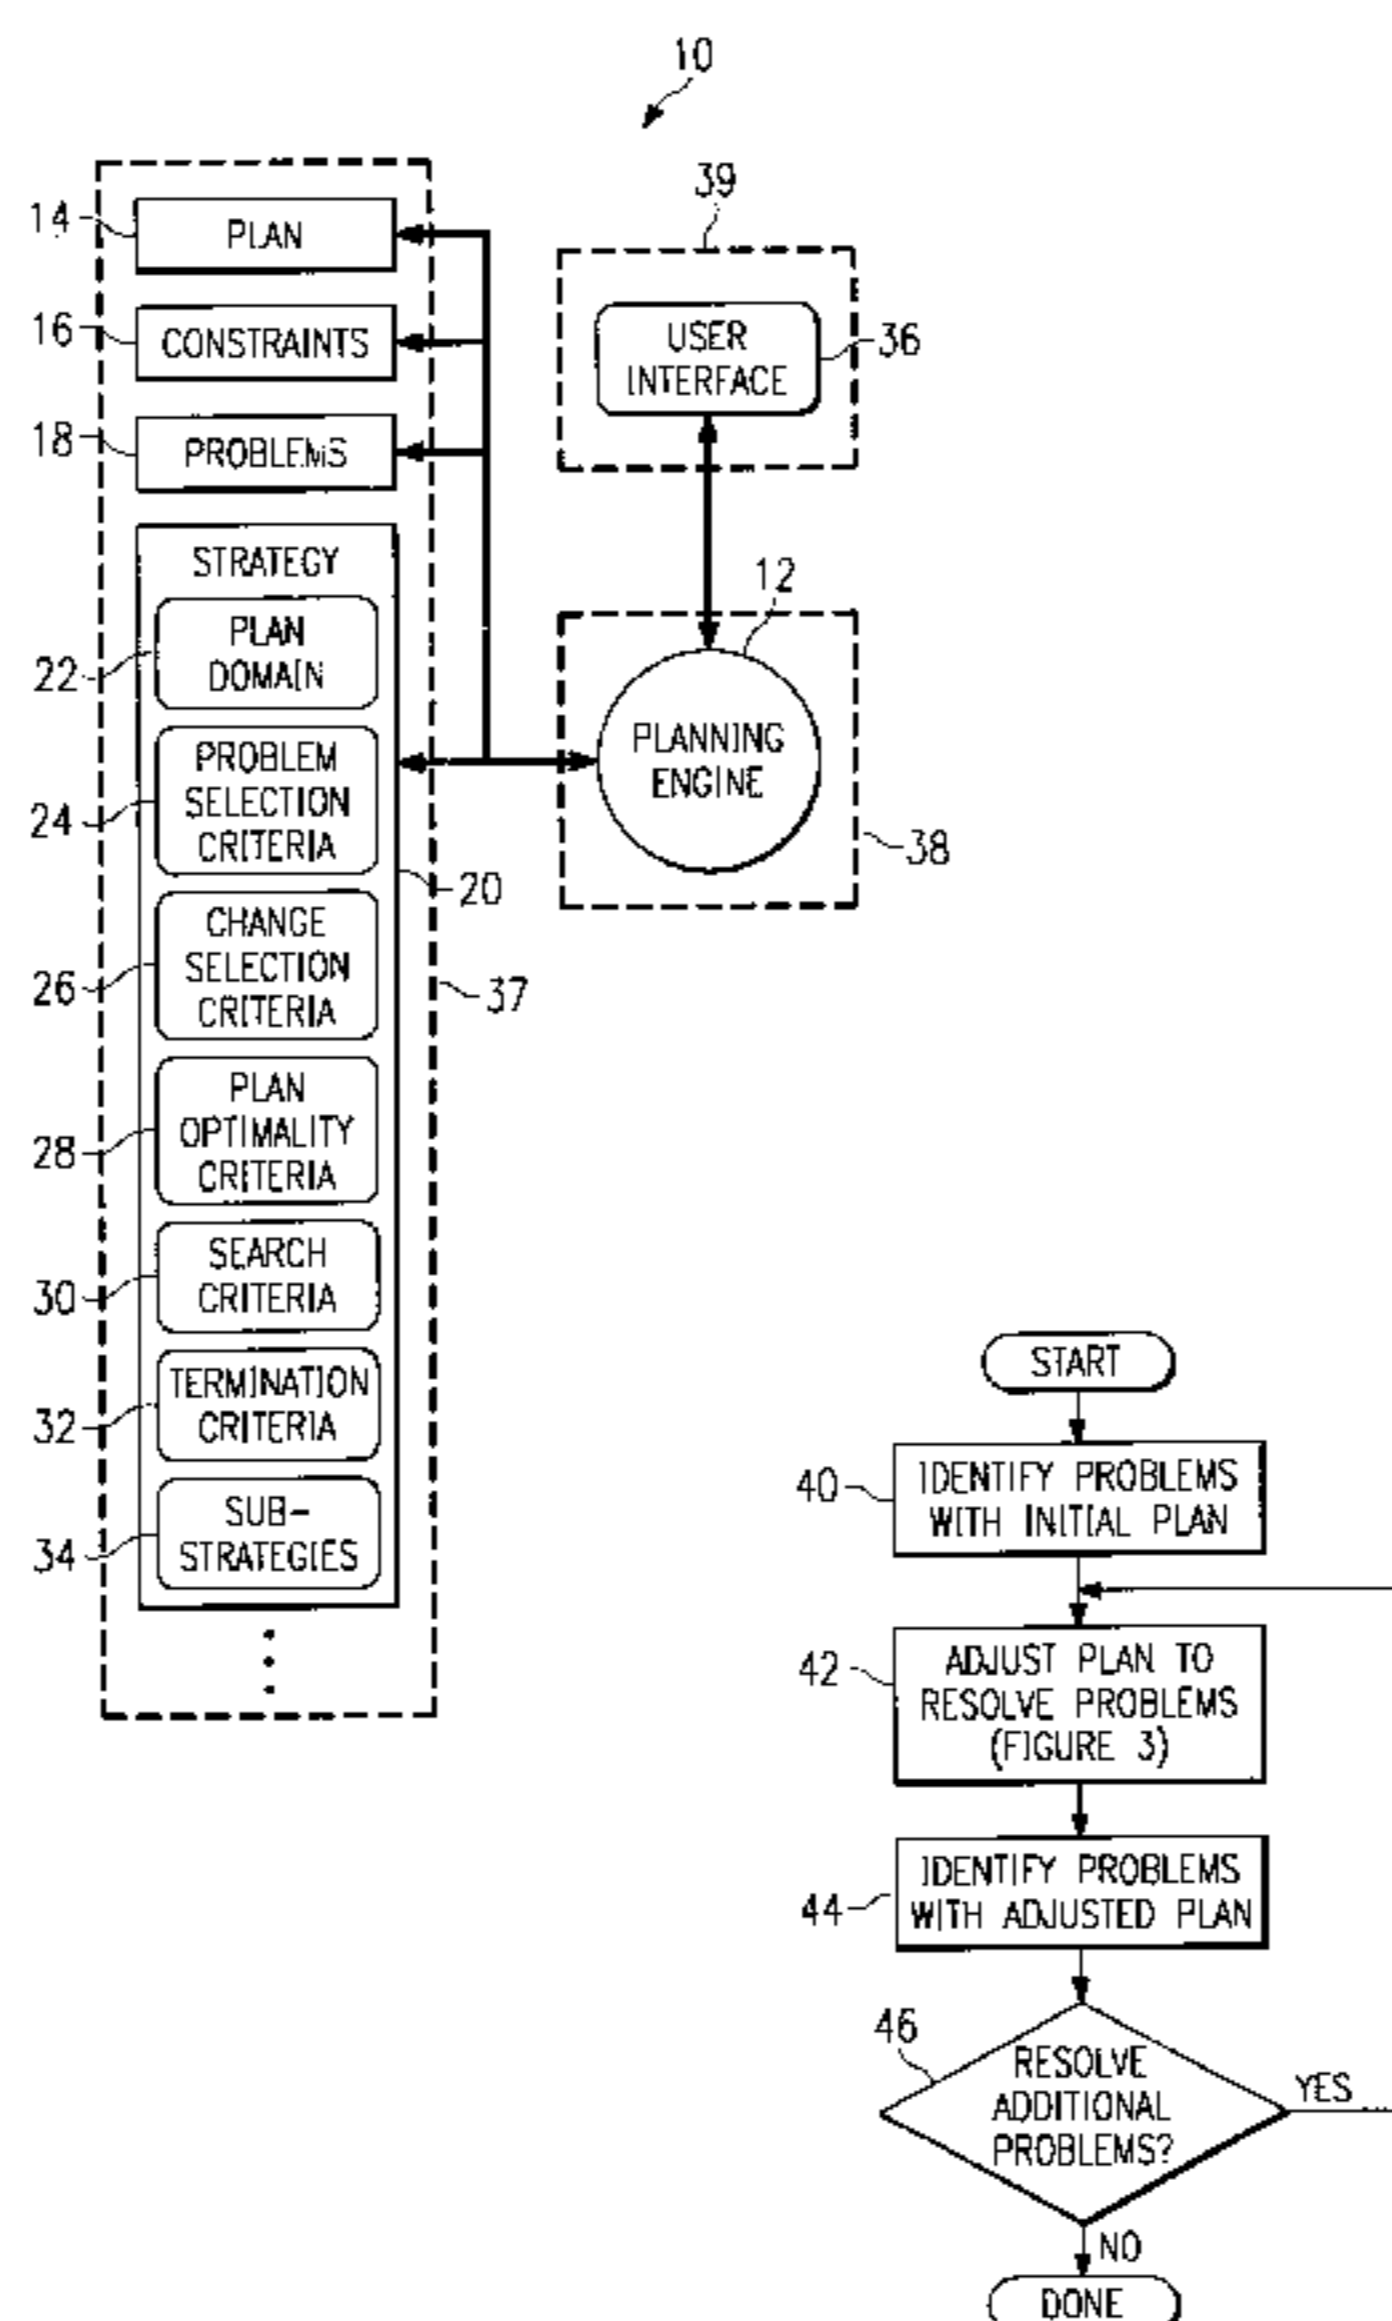 10
14
PLAN
16
CONSTRAINTS
18
PROBLEMS
STRATEGY
22
PLAN
DOMAIN
24
PROBLEM
SELECTION
CRITERIA
20
26
CHANGE
SELECTION
CRITERIA
37
28
PLAN
OPTIMALITY
CRITERIA
30
SEARCH
CRITERIA
32
TERMINATION
CRITERIA
34
SUB-
STRATEGIES
39
USER
INTERFACE
36
12
PLANNING
ENGINE
38
START
40
IDENTIFY PROBLEMS
WITH INITIAL PLAN
42
ADJUST PLAN TO
RESOLVE PROBLEMS
(FIGURE 3)
44
IDENTIFY PROBLEMS
WITH ADJUSTED PLAN
46
RESOLVE
ADDITIONAL
PROBLEMS?
YES
NO
DONE